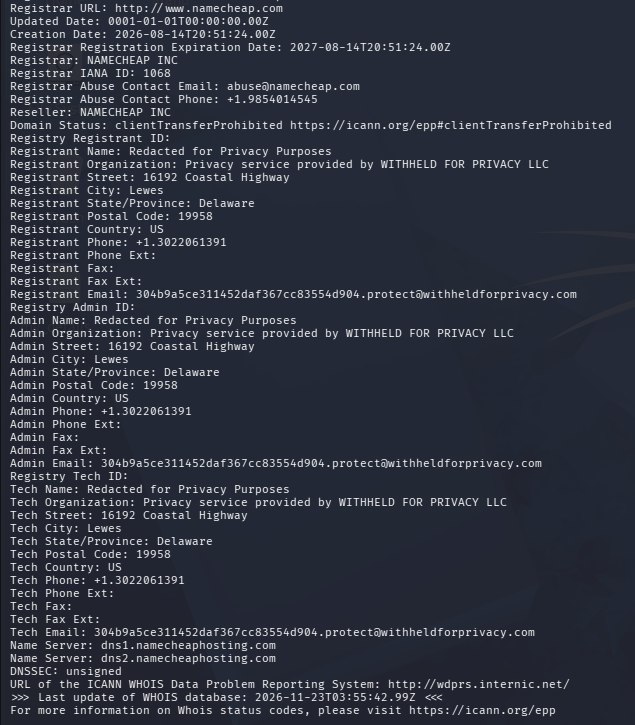 Registrar URL: http://www.namecheap.com
Updated Date: 0001-01-01T00:00:00.00Z
Creation Date: 2026-08-14T20:51:24.00Z
Registrar Registration Expiration Date: 2027-08-14T20:51:24.00Z
Registrar: NAMECHEAP INC
Registrar IANA ID: 1068
Registrar Abuse Contact Email: abuse@namecheap.com
Registrar Abuse Contact Phone: +1.9854014545
Reseller: NAMECHEAP INC
Domain Status: clientTransferProhibited https://icann.org/epp#clientTransferProhibited
Registry Registrant ID:
Registrant Name: Redacted for Privacy Purposes
Registrant Organization: Privacy service provided by WITHHELD FOR PRIVACY LLC
Registrant Street: 16192 Coastal Highway
Registrant City: Lewes
Registrant State/Province: Delaware
Registrant Postal Code: 19958
Registrant Country: US
Registrant Phone: +1.3022061391
Registrant Phone Ext:
Registrant Fax:
Registrant Fax Ext:
Registrant Email: 304b9a5ce311452daf367cc83554d904.protect@withheldforprivacy.com
Registry Admin ID:
Admin Name: Redacted for Privacy Purposes
Admin Organization: Privacy service provided by WITHHELD FOR PRIVACY LLC
Admin Street: 16192 Coastal Highway
Admin City: Lewes
Admin State/Province: Delaware
Admin Postal Code: 19958
Admin Country: US
Admin Phone: +1.3022061391
Admin Phone Ext:
Admin Fax:
Admin Fax Ext:
Admin Email: 304b9a5ce311452daf367cc83554d904.protect@withheldforprivacy.com
Registry Tech ID:
Tech Name: Redacted for Privacy Purposes
Tech Organization: Privacy service provided by WITHHELD FOR PRIVACY LLC
Tech Street: 16192 Coastal Highway
Tech City: Lewes
Tech State/Province: Delaware
Tech Postal Code: 19958
Tech Country: US
Tech Phone: +1.3022061391
Tech Phone Ext:
Tech Fax:
Tech Fax Ext:
Tech Email: 304b9a5ce311452daf367cc83554d904.protect@withheldforprivacy.com
Name Server: dns1.namecheaphosting.com
Name Server: dns2.namecheaphosting.com
DNSSEC: unsigned
URL of the ICANN WHOIS Data Problem Reporting System: http://wdprs.internic.net/
>>> Last update of WHOIS database: 2026-11-23T03:55:42.99Z <<<
For more information on Whois status codes, please visit https://icann.org/epp